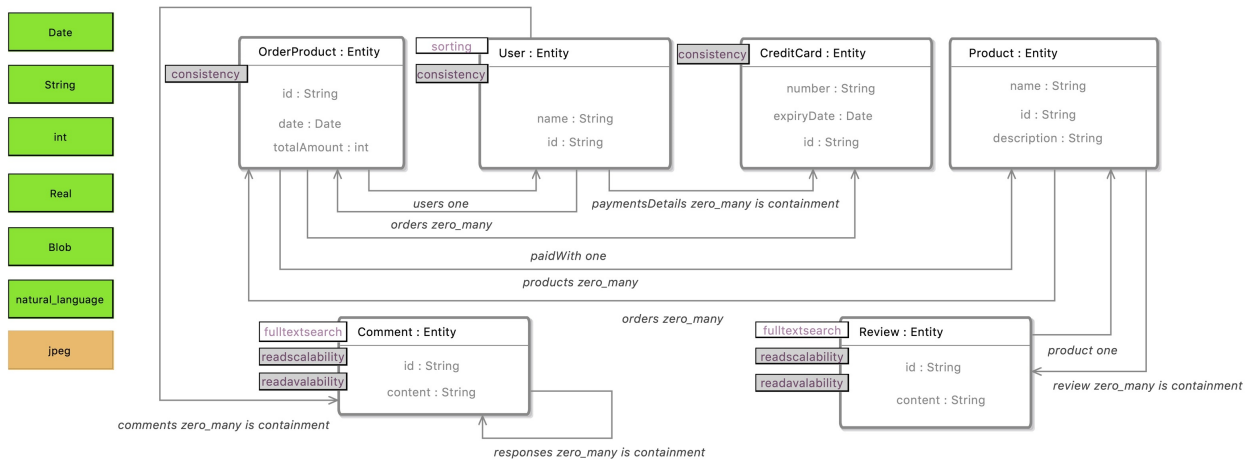 Date
String
int
Real
Blob
natural_language
jpeg
OrderProduct : Entity
consistency
id : String
date : Date
totalAmount : int
sorting
User : Entity
consistency
name : String
id : String
consistency
CreditCard : Entity
number : String
expiryDate : Date
id : String
Product : Entity
name : String
id : String
description : String
users one
paymentsDetails zero_many is containment
orders zero_many
paidWith one
products zero_many
orders zero_many
fulltextsearch
Comment : Entity
readscalability
readavalability
id : String
content : String
fulltextsearch
Review : Entity
readscalability
readavalability
id : String
content : String
product one
review zero_many is containment
comments zero_many is containment
responses zero_many is containment